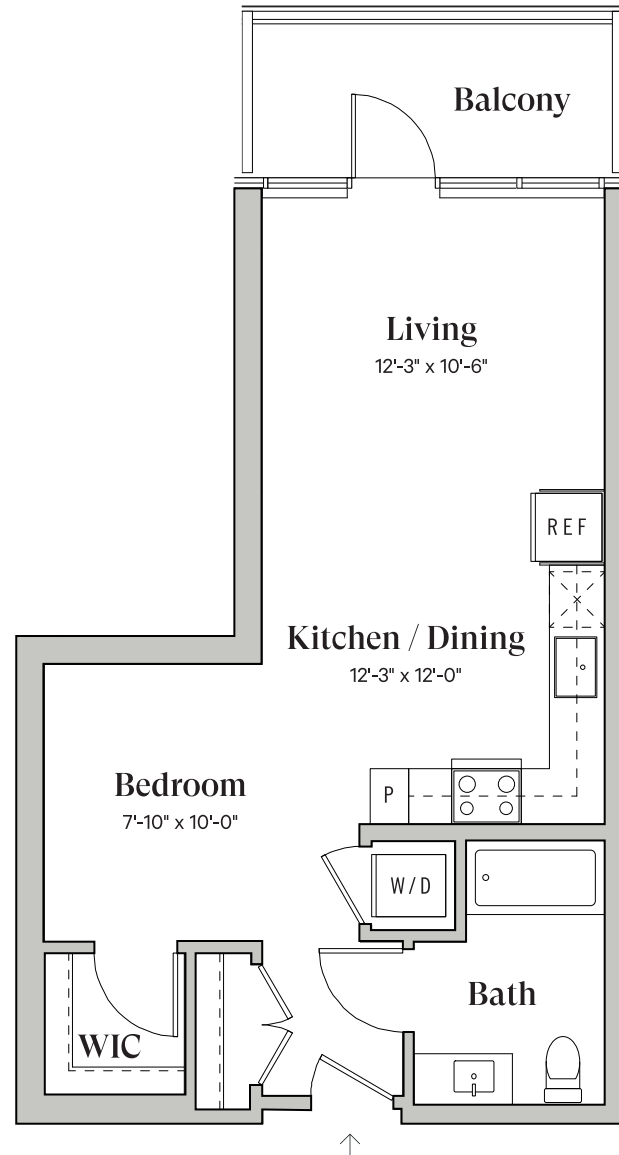 Balcony
Living
12'-3" x 10'-6"
REF
Kitchen / Dining
12'-3" x 12'-0"
Bedroom
7'-10" x 10'-0"
P
W/D
Bath
WIC